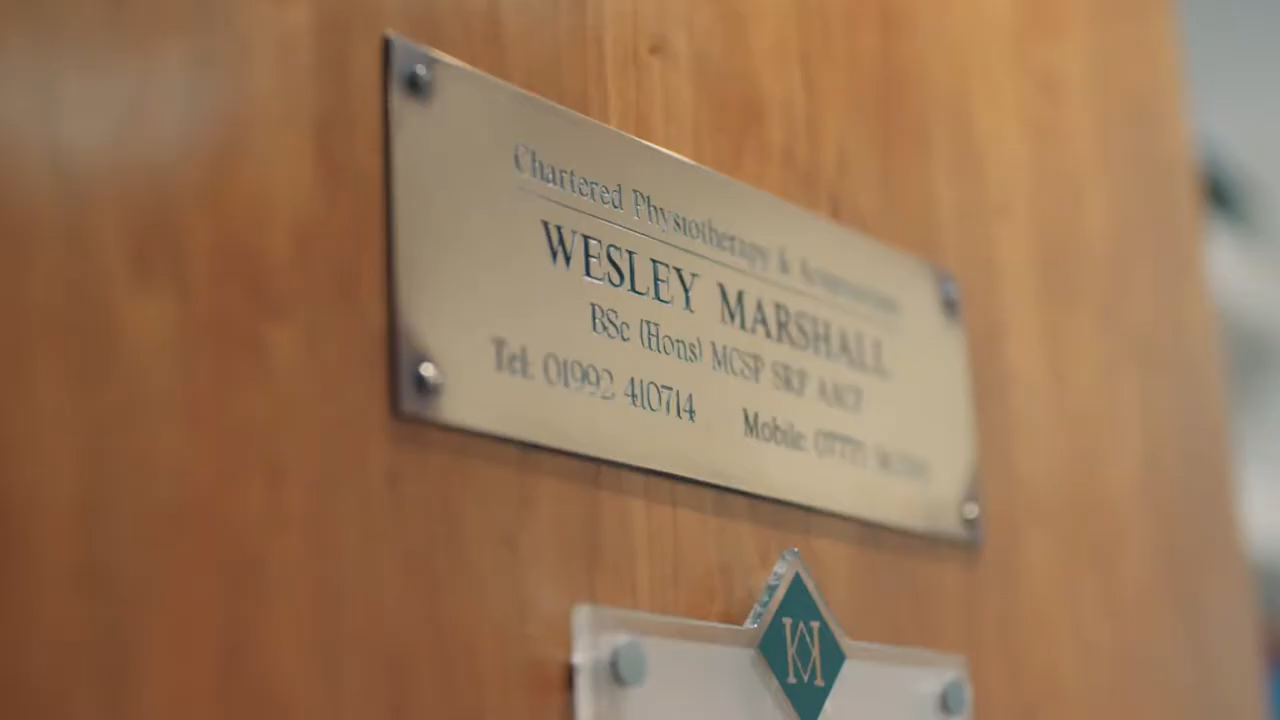 Chartered Physiotherapy &
WESLEY MARSHALL
BSc (Hons) MCSP SRP
Tel: 01992 410714 Mobile: